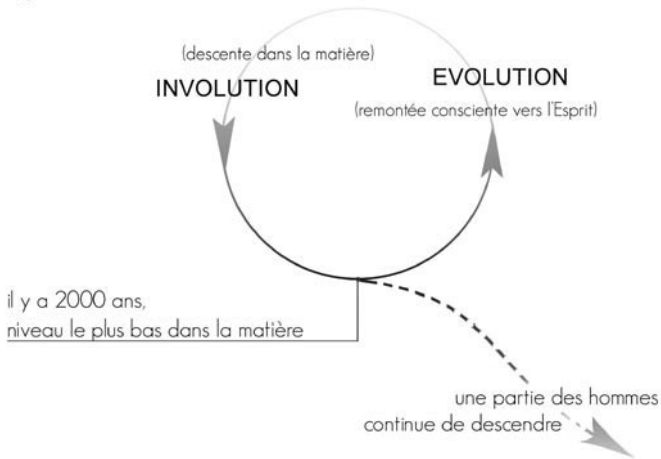 (descente dans la matière)
INVOLUTION
EVOLUTION
(remontée consciente vers l'Esprit)
il y a 2000 ans,
niveau le plus bas dans la matière
une partie des hommes
continue de descendre